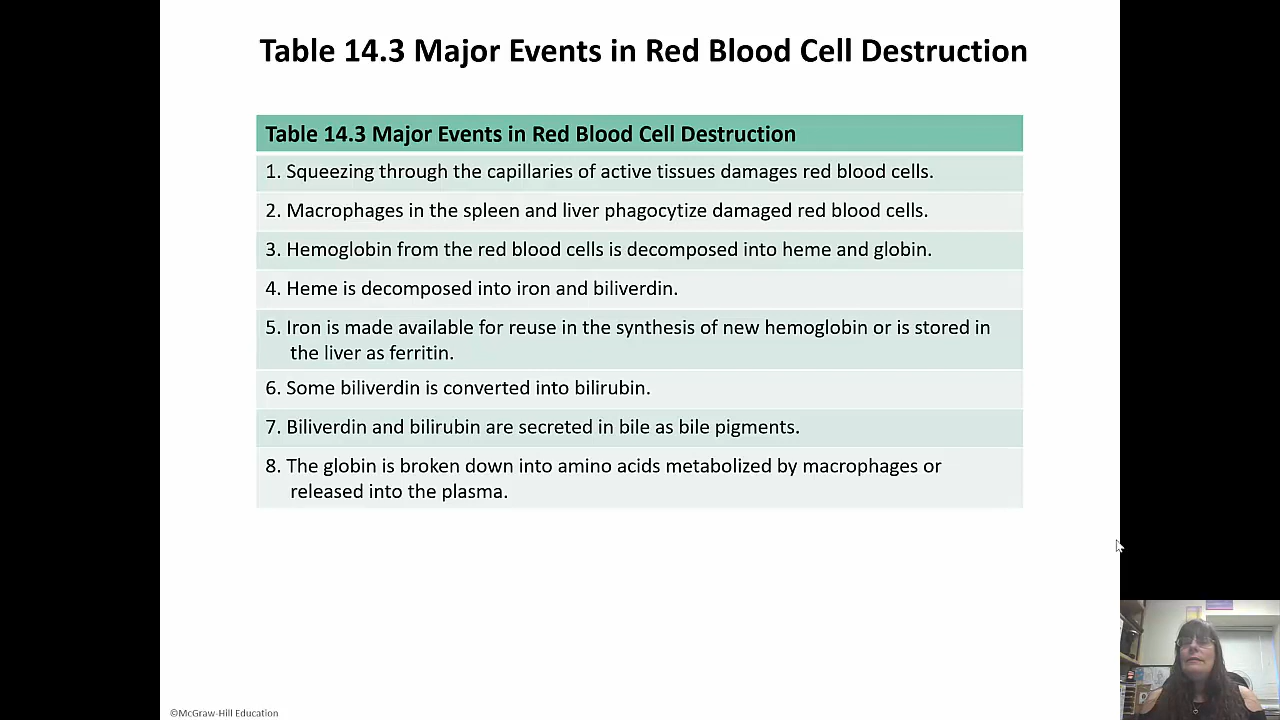 Table 14.3 Major Events in Red Blood Cell Destruction
Table 14.3 Major Events in Red Blood Cell Destruction
1. Squeezing through the capillaries of active tissues damages red blood cells.
2. Macrophages in the spleen and liver phagocytize damaged red blood cells.
3. Hemoglobin from the red blood cells is decomposed into heme and globin.
4. Heme is decomposed into iron and biliverdin.
5. Iron is made available for reuse in the synthesis of new hemoglobin or is stored in
the liver as ferritin.
6. Some biliverdin is converted into bilirubin.
7. Biliverdin and bilirubin are secreted in bile as bile pigments.
8. The globin is broken down into amino acids metabolized by macrophages or
released into the plasma.
©McGraw-Hill Education